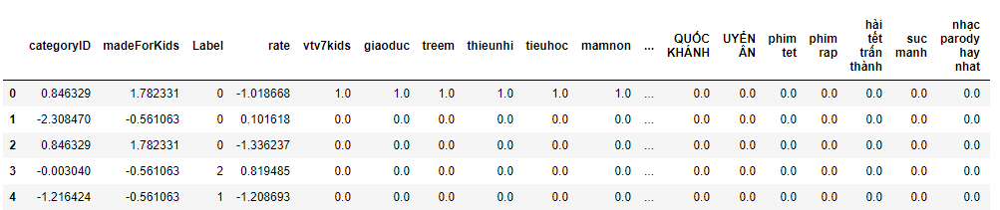 categoryID madeForKids Label rate vtv7kids giaoduc treem thieunhi tieuhoc mamnon ... QUỐC KHÁNH UYÊN ÂN phim tet phim rap hài tết trấn thành suc manh nhạc parody hay nhat
0 0.846329 1.782331 0 -1.018668 1.0 1.0 1.0 1.0 1.0 1.0 ... 0.0 0.0 0.0 0.0 0.0 0.0 0.0
1 -2.308470 -0.561063 0 0.101618 0.0 0.0 0.0 0.0 0.0 0.0 ... 0.0 0.0 0.0 0.0 0.0 0.0 0.0
2 0.846329 1.782331 0 -1.336237 0.0 0.0 0.0 0.0 0.0 0.0 ... 0.0 0.0 0.0 0.0 0.0 0.0 0.0
3 -0.003040 -0.561063 2 0.819485 0.0 0.0 0.0 0.0 0.0 0.0 ... 0.0 0.0 0.0 0.0 0.0 0.0 0.0
4 -1.216424 -0.561063 1 -1.208693 0.0 0.0 0.0 0.0 0.0 0.0 ... 0.0 0.0 0.0 0.0 0.0 0.0 0.0